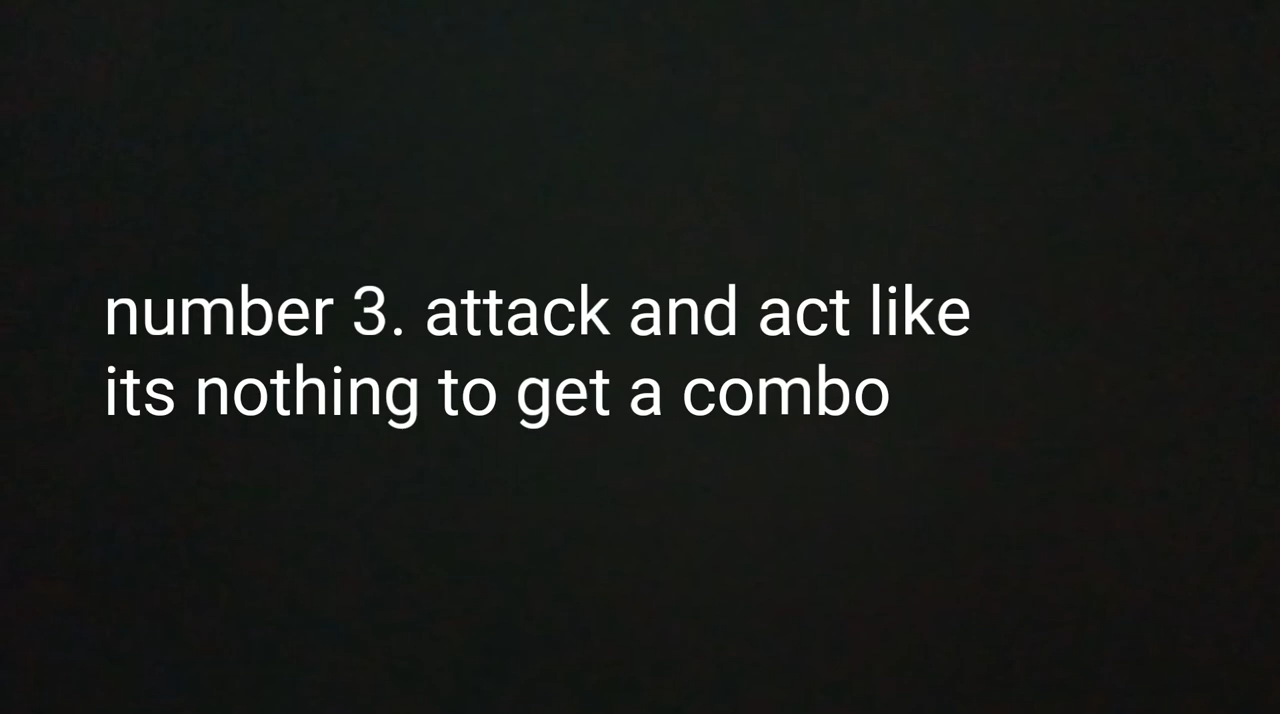 number 3. attack and act like
its nothing to get a combo